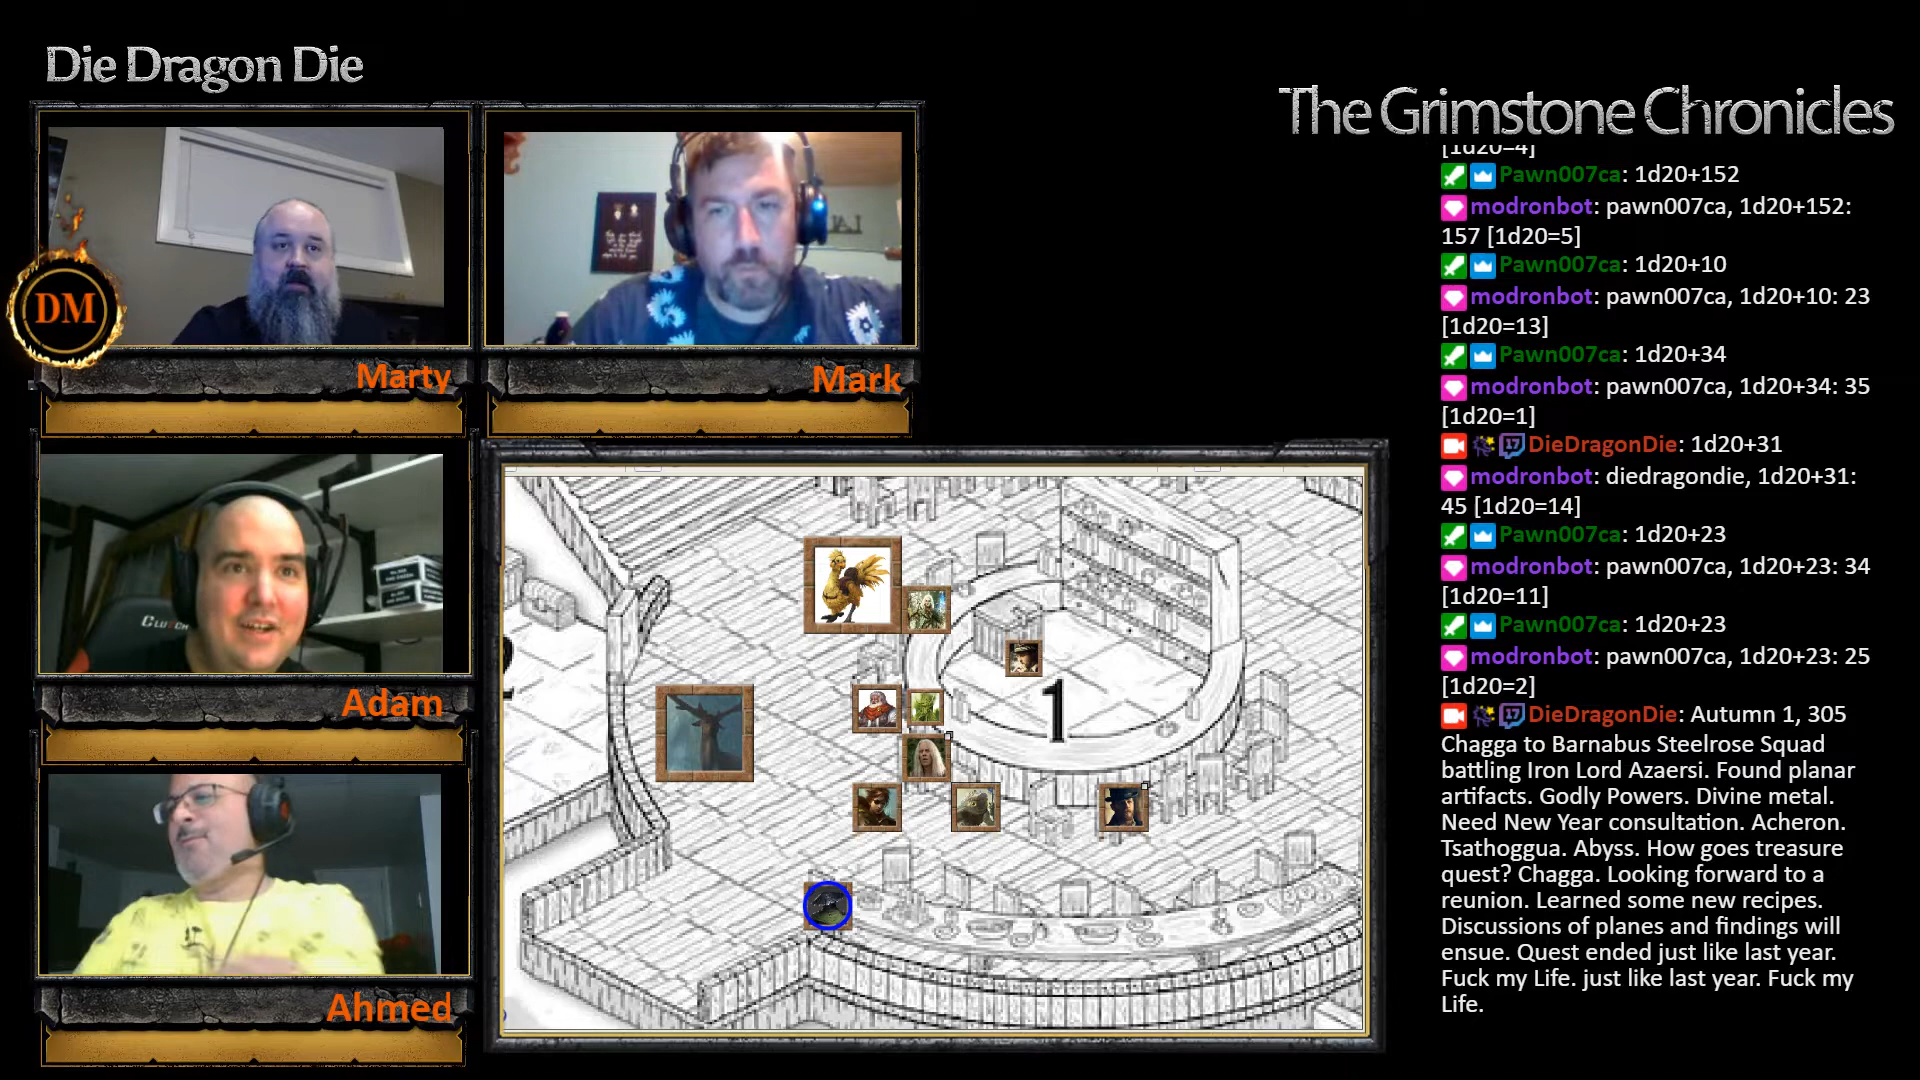 Die Dragon Die
The Grimstone Chronicles
DM
Marty
Mark
CLUTCH
Adam
Ahmed
1
[1d20=4]
Pawn007ca: 1d20+152
modronbot: pawn007ca, 1d20+152:
157 [1d20=5]
Pawn007ca: 1d20+10
modronbot: pawn007ca, 1d20+10: 23
[1d20=13]
Pawn007ca: 1d20+34
modronbot: pawn007ca, 1d20+34: 35
[1d20=1]
17 DieDragonDie: 1d20+31
modronbot: diedragondie, 1d20+31:
45 [1d20=14]
Pawn007ca: 1d20+23
modronbot: pawn007ca, 1d20+23: 34
[1d20=11]
Pawn007ca: 1d20+23
modronbot: pawn007ca, 1d20+23: 25
[1d20=2]
17 DieDragonDie: Autumn 1, 305
Chagga to Barnabus Steelrose Squad
battling Iron Lord Azaersi. Found planar
artifacts. Godly Powers. Divine metal.
Need New Year consultation. Acheron.
Tsathoggua. Abyss. How goes treasure
quest? Chagga. Looking forward to a
reunion. Learned some new recipes.
Discussions of planes and findings will
ensue. Quest ended just like last year.
Fuck my Life. just like last year. Fuck my
Life.